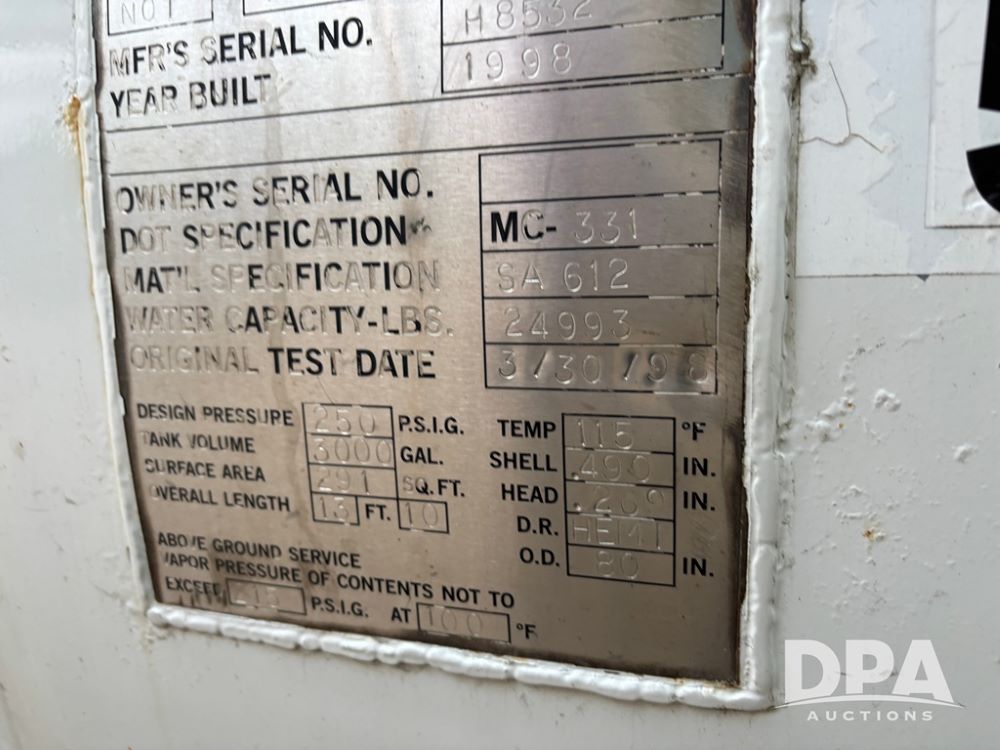 NOT
MFR'S SERIAL NO. H8532
YEAR BUILT 1998
OWNER'S SERIAL NO.
DOT SPECIFICATION MC-331
MAT'L SPECIFICATION SA 612
WATER CAPACITY-LBS. 24993
ORIGINAL TEST DATE 3/30/98
DESIGN PRESSURE 250 P.S.I.G. TEMP 115 °F
TANK VOLUME 3000 GAL. SHELL .490 IN.
SURFACE AREA 291 SQ.FT. HEAD .269 IN.
OVERALL LENGTH 13 FT. 10 D.R. HEMI
O.D. 80 IN.
ABOVE GROUND SERVICE
VAPOR PRESSURE OF CONTENTS NOT TO
EXCEED 215 P.S.I.G. AT 100 °F
DPA
AUCTIONS